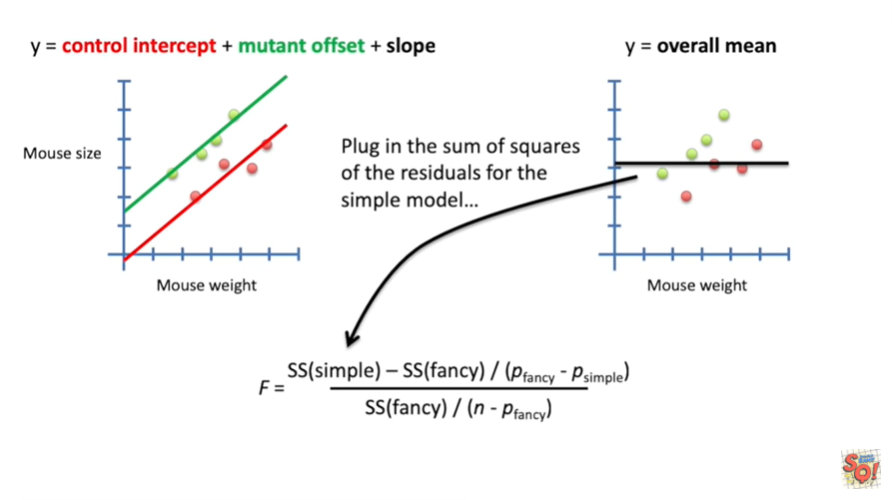 y = control intercept + mutant offset + slope
y = overall mean
Mouse size
Plug in the sum of squares
of the residuals for the
simple model...
Mouse weight
Mouse weight
F = SS(simple) – SS(fancy) / (pfancy - psimple)
SS(fancy) / (n - pfancy)
SQ!